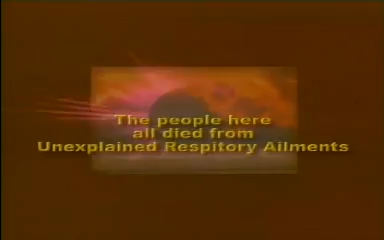 The people here
all died from
Unexplained Respitory Ailments